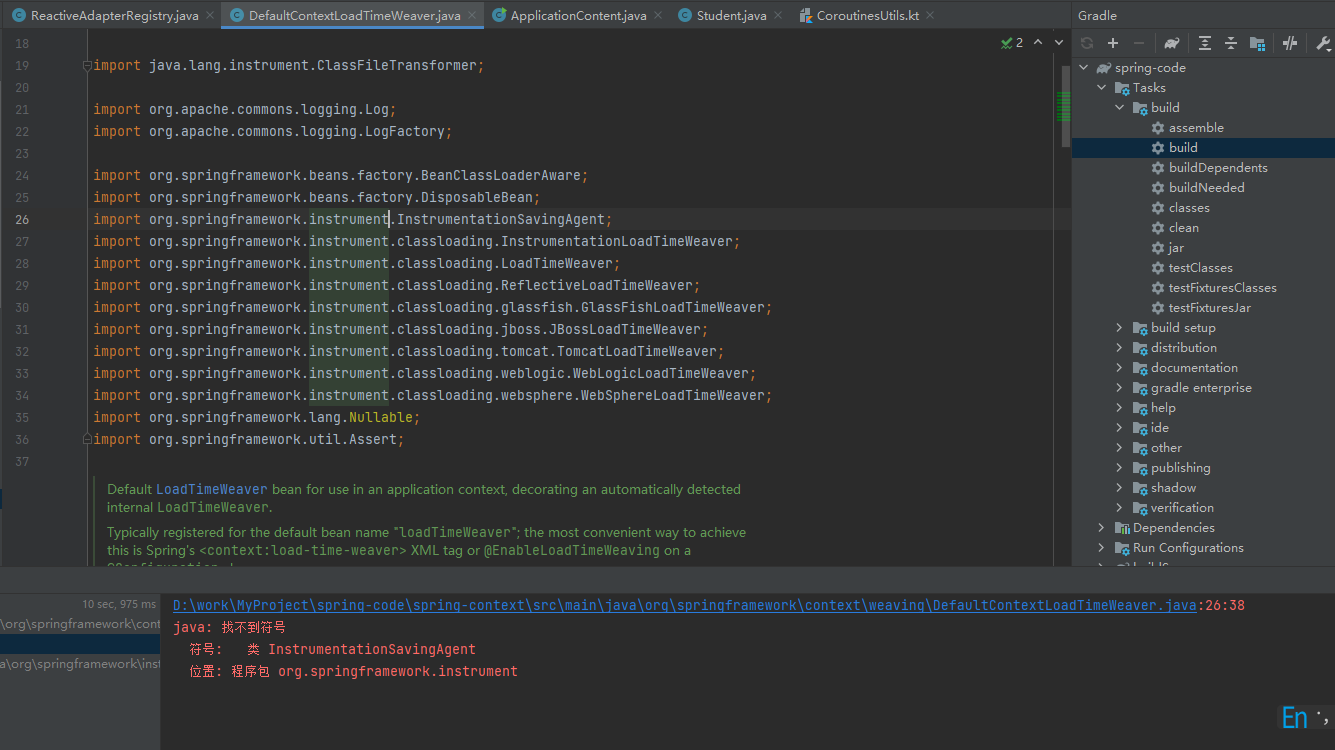 ReactiveAdapterRegistry.java
DefaultContextLoadTimeWeaver.java
ApplicationContent.java
Student.java
CoroutinesUtils.kt
Gradle
2
18
19 import java.lang.instrument.ClassFileTransformer;
20
21 import org.apache.commons.logging.Log;
22 import org.apache.commons.logging.LogFactory;
23
24 import org.springframework.beans.factory.BeanClassLoaderAware;
25 import org.springframework.beans.factory.DisposableBean;
26 import org.springframework.instrument.InstrumentationSavingAgent;
27 import org.springframework.instrument.classloading.InstrumentationLoadTimeWeaver;
28 import org.springframework.instrument.classloading.LoadTimeWeaver;
29 import org.springframework.instrument.classloading.ReflectiveLoadTimeWeaver;
30 import org.springframework.instrument.classloading.glassfish.GlassFishLoadTimeWeaver;
31 import org.springframework.instrument.classloading.jboss.JBossLoadTimeWeaver;
32 import org.springframework.instrument.classloading.tomcat.TomcatLoadTimeWeaver;
33 import org.springframework.instrument.classloading.weblogic.WebLogicLoadTimeWeaver;
34 import org.springframework.instrument.classloading.websphere.WebSphereLoadTimeWeaver;
35 import org.springframework.lang.Nullable;
36 import org.springframework.util.Assert;
37
Default LoadTimeWeaver bean for use in an application context, decorating an automatically detected
internal LoadTimeWeaver.
Typically registered for the default bean name "loadTimeWeaver"; the most convenient way to achieve
this is Spring's <context:load-time-weaver> XML tag or @EnableLoadTimeWeaving on a
spring-code
Tasks
build
assemble
build
buildDependents
buildNeeded
classes
clean
jar
testClasses
testFixturesClasses
testFixturesJar
build setup
distribution
documentation
gradle enterprise
help
ide
other
publishing
shadow
verification
Dependencies
Run Configurations
10 sec, 975 ms
\org\springframework\cont
a\org\springframework\inst
D:\work\MyProject\spring-code\spring-context\src\main\java\org\springframework\context\weaving\DefaultContextLoadTimeWeaver.java:26:38
java: 找不到符号
符号: 类 InstrumentationSavingAgent
位置: 程序包 org.springframework.instrument
En ·,